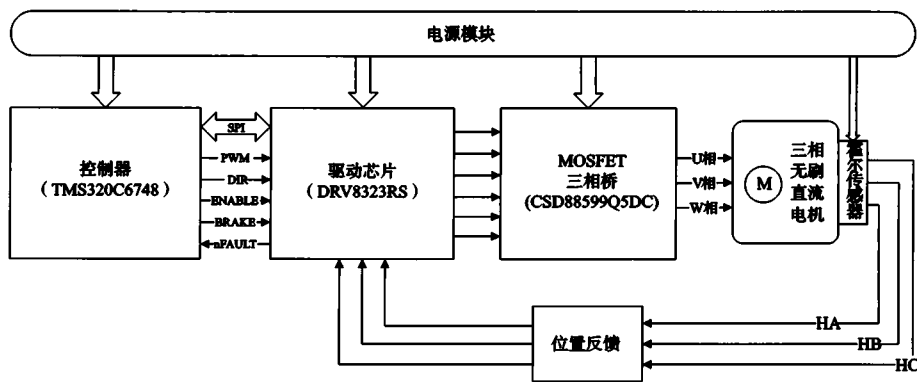 电源模块
控制器
（TMS320C6748）
SPI
PWM
DIR
ENABLE
BRAKE
nFAULT
驱动芯片
（DRV8323RS）
MOSFET
三相桥
(CSD88599Q5DC)
U相
V相
W相
M
三相
无刷
直流
电机
霍尔传感器
位置反馈
HA
HB
HC